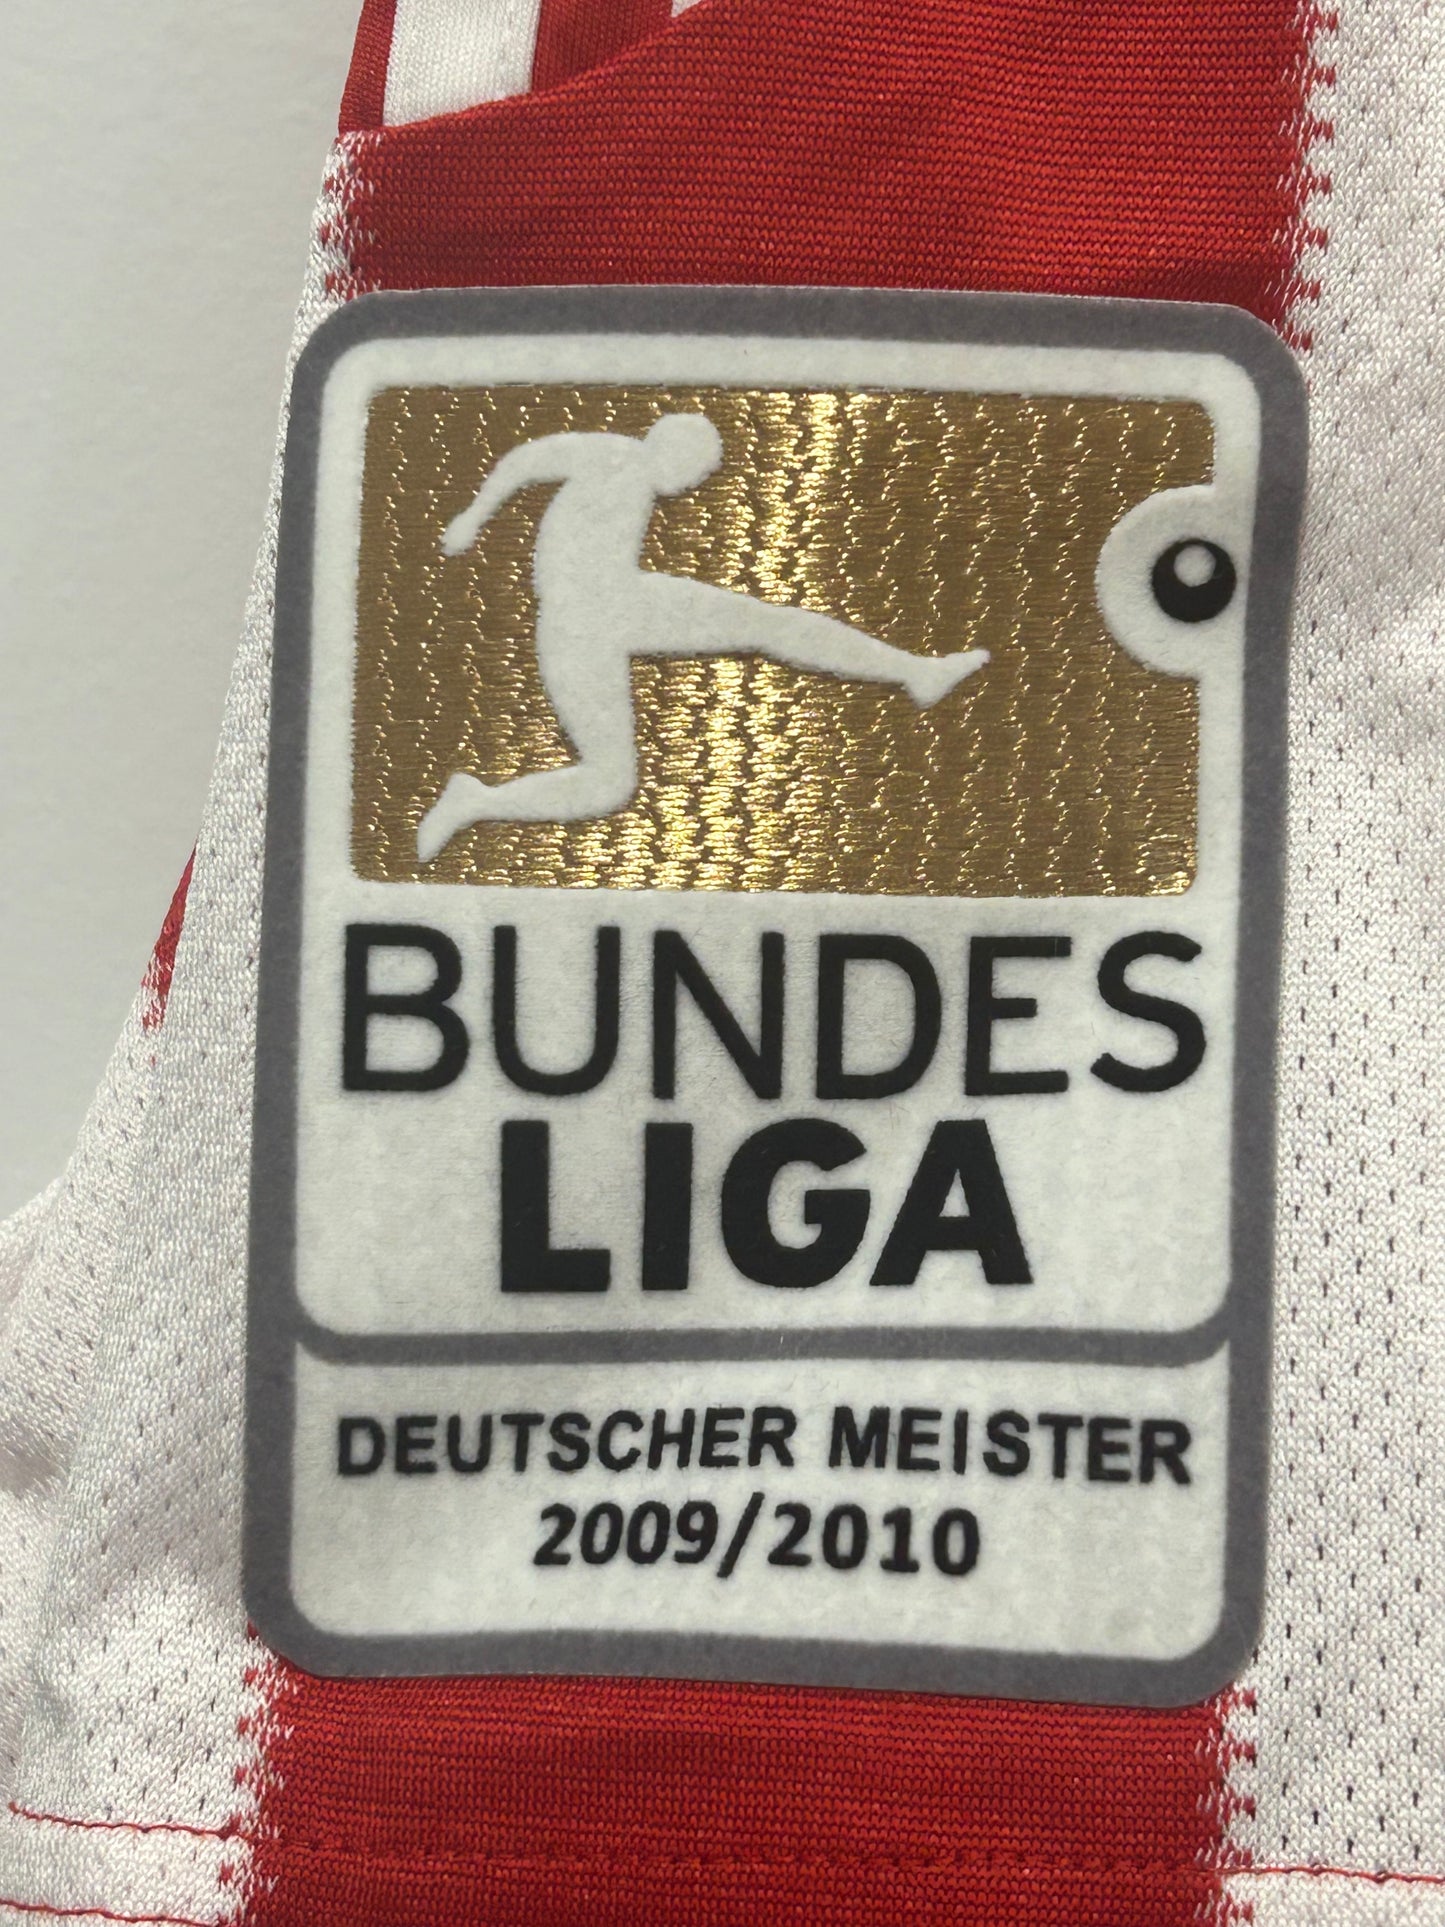 BUNDES
LIGA
DEUTSCHER MEISTER
2009/2010